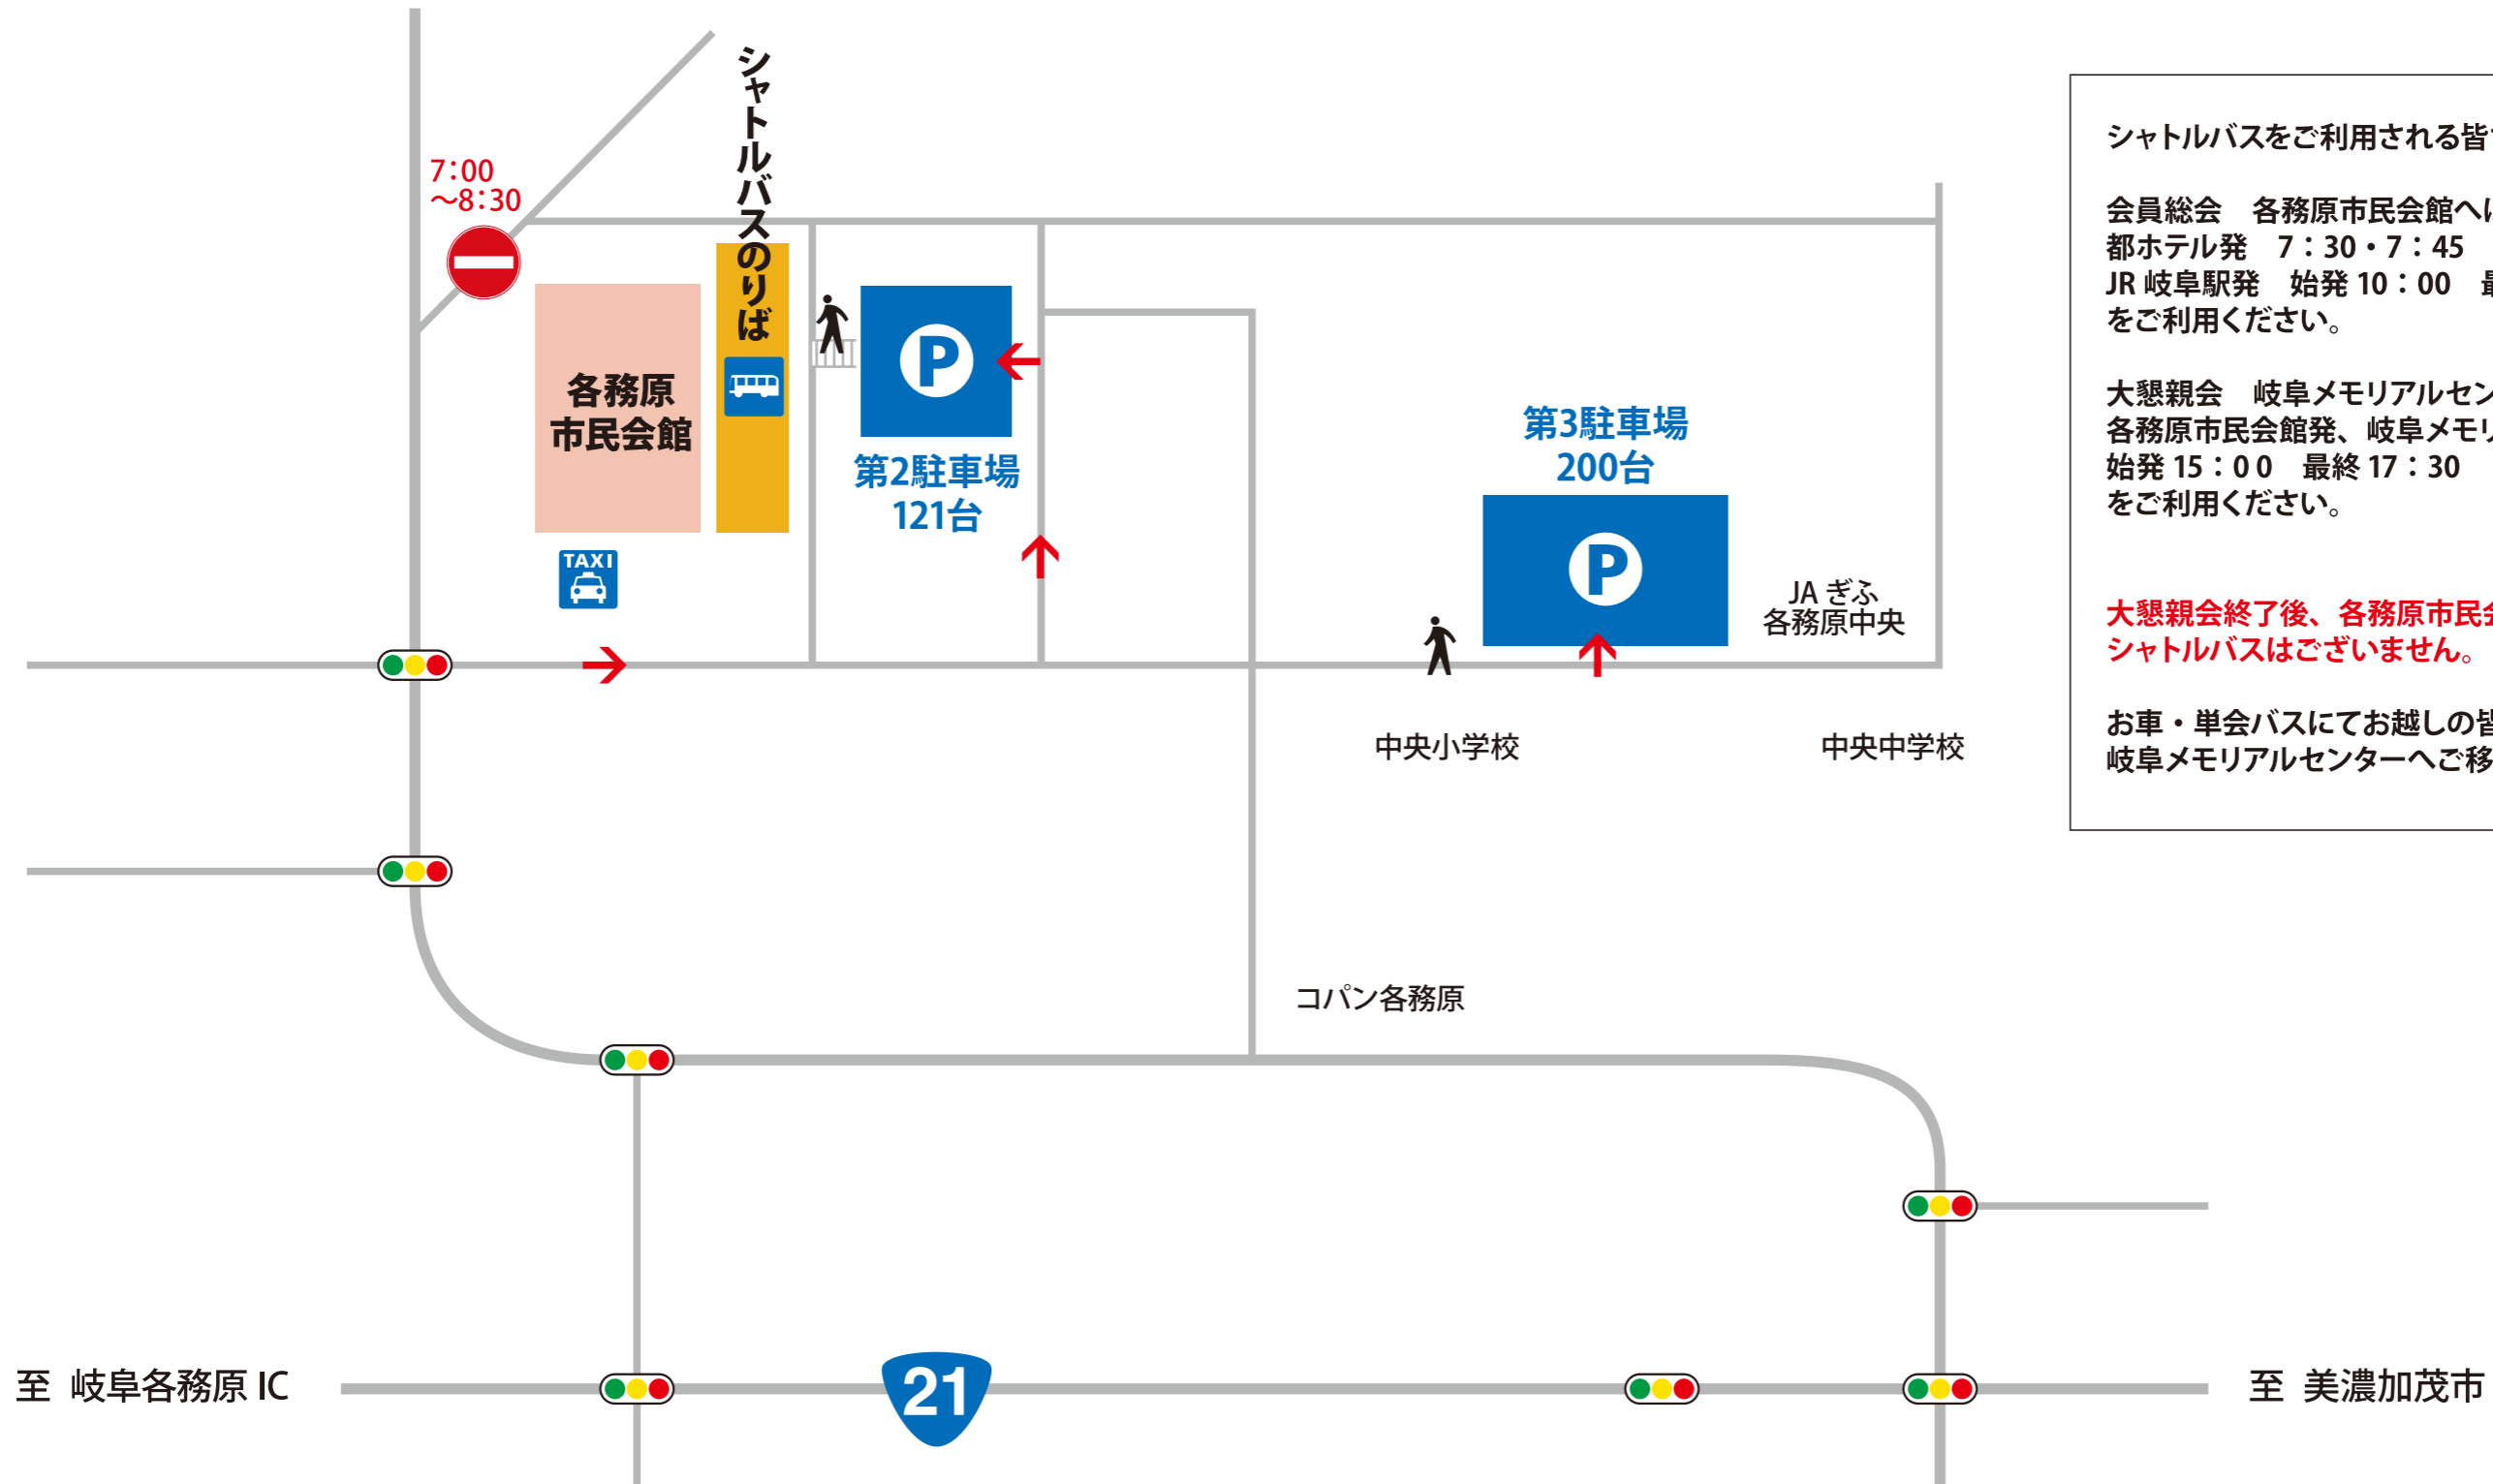 シャトルバスのりば
7：00
〜8：30
各務原
市民会館
TAXI
P
第2駐車場
121台
第3駐車場
200台
P
JA ぎふ
各務原中央
中央小学校
中央中学校
コパン各務原
至 岐阜各務原 IC
21
至 美濃加茂市
シャトルバスをご利用される皆
会員総会　各務原市民会館へ
都ホテル発　7：30・7：45
JR 岐阜駅発　始発 10：00
をご利用ください。
大懇親会　岐阜メモリアルセン
各務原市民会館発、岐阜メモリ
始発 15：0 0　最終 17：30
をご利用ください。
大懇親会終了後、各務原市民
シャトルバスはございません。
お車・単会バスにてお越しの
岐阜メモリアルセンターへご移